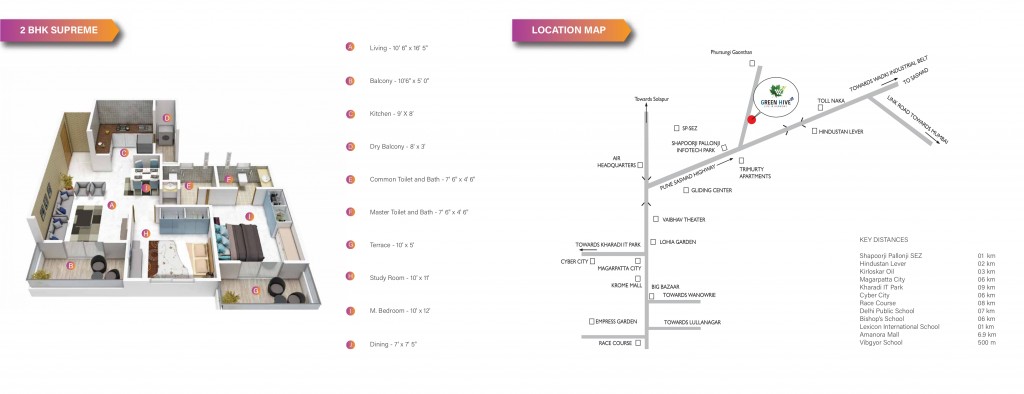 2 BHK SUPREME
A Living - 10' 6" x 16' 5"
B Balcony - 10'6" x 5' 0"
C Kitchen - 9' X 8'
D Dry Balcony - 8' x 3'
E Common Toilet and Bath - 7' 6" x 4' 6"
F Master Toilet and Bath - 7" 6" x 4' 6"
G Terrace - 10' x 5'
H Study Room - 10' x 11'
I M. Bedroom - 10' x 12'
J Dining - 7' x 7' 5"
A
B
C
D
E
F
G
H
I
J
LOCATION MAP
Phursungi Gaonthan
GREEN HIVE
TOWARDS WADKI INDUSTRIAL BELT
TO SASWAD
TOLL NAKA
LINK ROAD TOWARDS MUMBAI
HINDUSTAN LEVER
Towards Solapur
SP-SEZ
SHAPOORJI PALLONJI
INFOTECH PARK
TRIMURTY
APARTMENTS
AIR
HEADQUARTERS
PUNE SASWAD HIGHWAY
GLIDING CENTER
VAIBHAV THEATER
LOHIA GARDEN
TOWARDS KHARADI IT PARK
CYBER CITY
MAGARPATTA CITY
KROME MALL
BIG BAZAAR
TOWARDS WANOWRIE
EMPRESS GARDEN
TOWARDS LULLANAGAR
RACE COURSE
KEY DISTANCES
Shapoorji Pallonji SEZ 01 km
Hindustan Lever 02 km
Kirloskar Oil 03 km
Magarpatta City 06 km
Kharadi IT Park 09 km
Cyber City 06 km
Race Course 08 km
Delhi Public School 07 km
Bishop's School 06 km
Lexicon International School 01 km
Amanora Mall 6.9 km
Vibgyor School 500 m